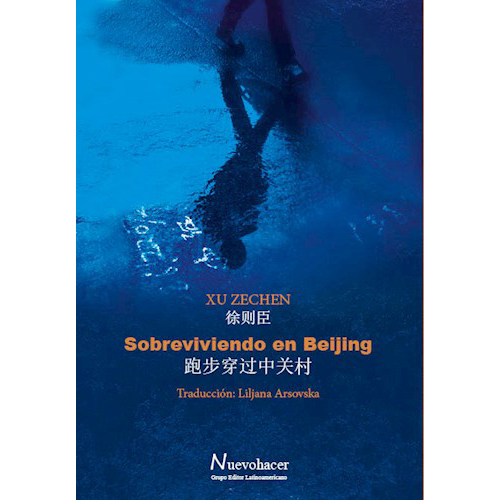 XU ZECHEN
徐则臣
Sobreviviendo en Beijing
跑步穿过中关村
Traducción: Liljana Arsovska
Nuevohacer
Grupo Editor Latinoamericano